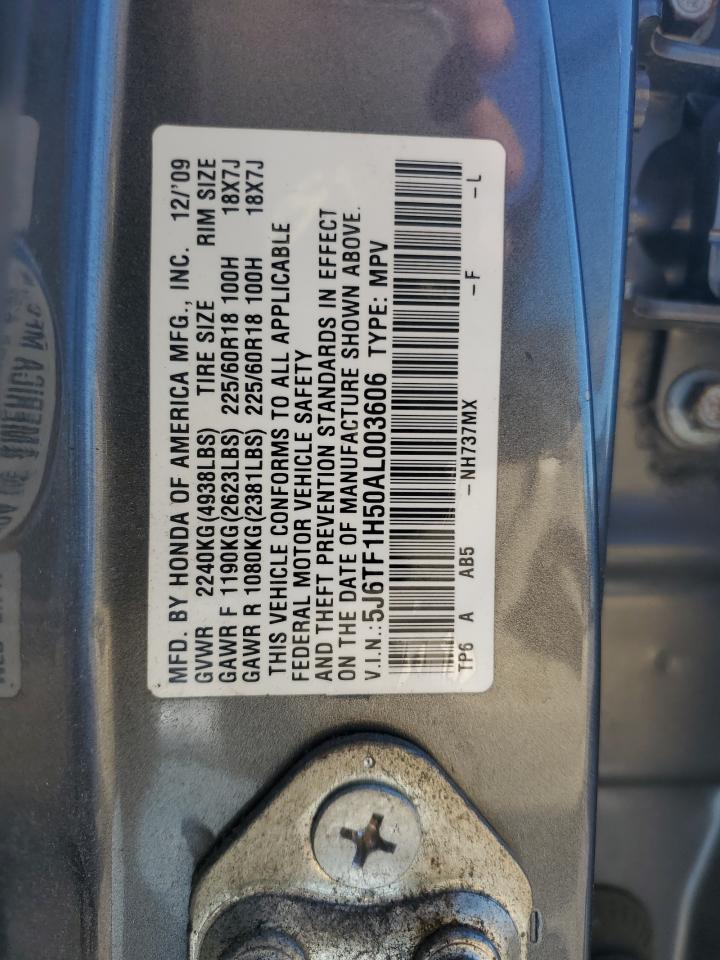 MFD. BY HONDA OF AMERICA MFG., INC. 12/'09
GVWR 2240KG(4938LBS) TIRE SIZE RIM SIZE
GAWR F 1190KG(2623LBS) 225/60R18 100H 18X7J
GAWR R 1080KG(2381LBS) 225/60R18 100H 18X7J
THIS VEHICLE CONFORMS TO ALL APPLICABLE
FEDERAL MOTOR VEHICLE SAFETY
AND THEFT PREVENTION STANDARDS IN EFFECT
ON THE DATE OF MANUFACTURE SHOWN ABOVE.
V.I.N.:5J6TF1H50AL003606 TYPE: MPV
TP6 A AB5 -NH737MX -F -L